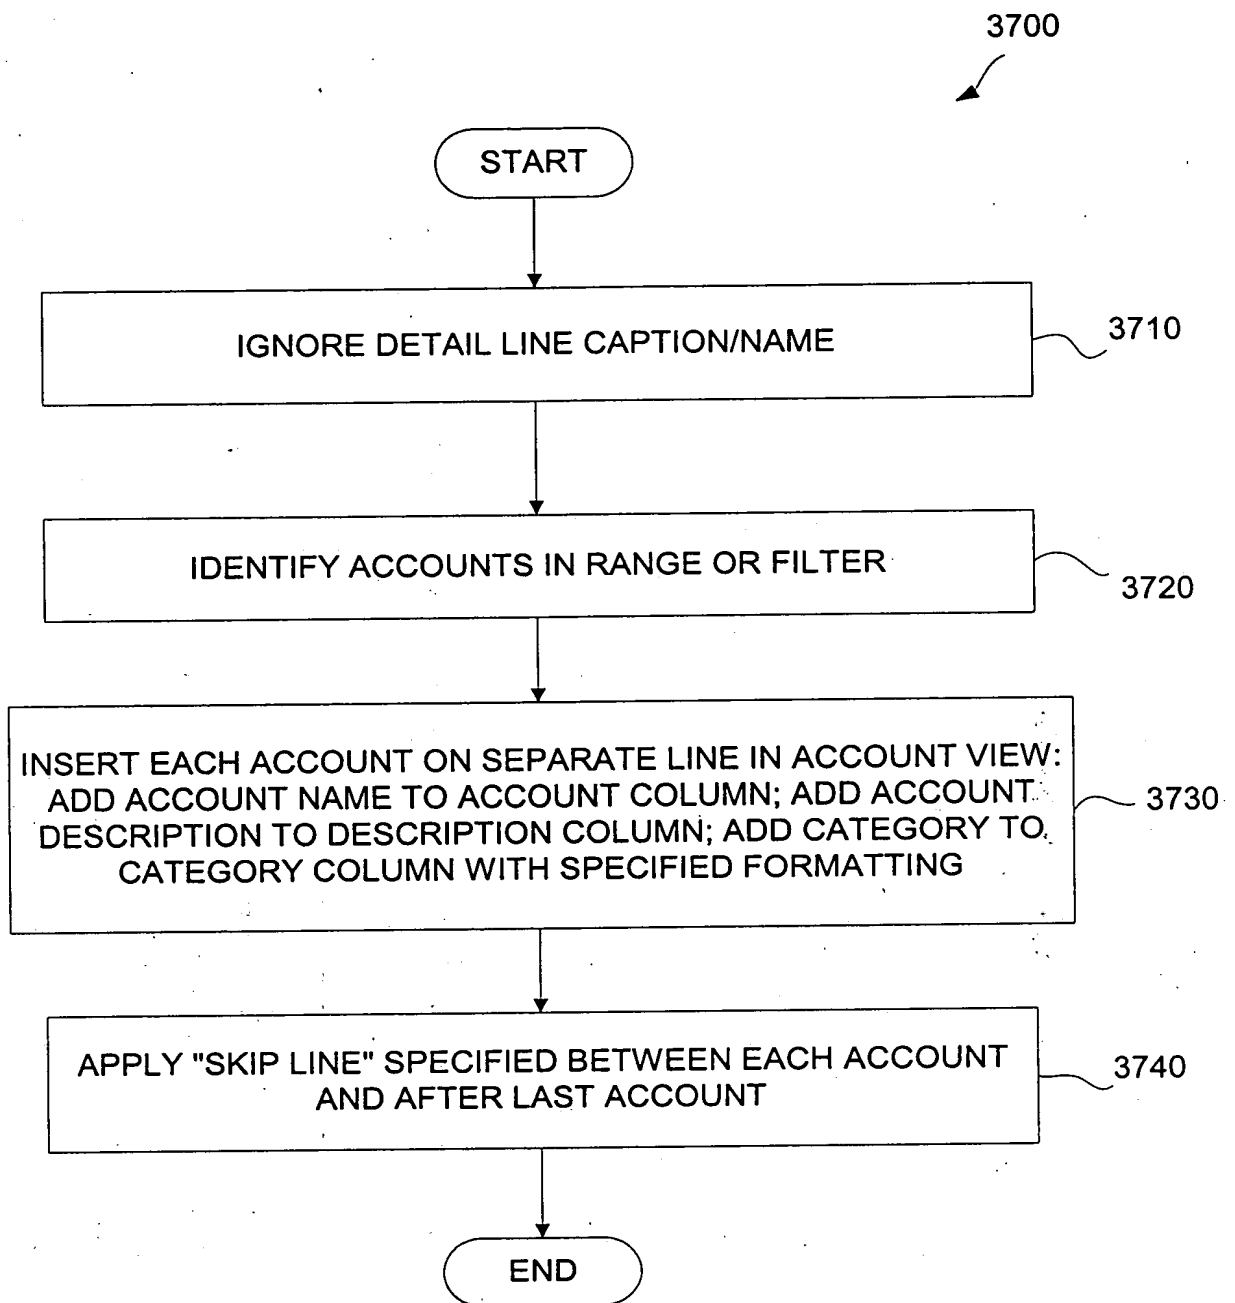 3700
START
IGNORE DETAIL LINE CAPTION/NAME
3710
IDENTIFY ACCOUNTS IN RANGE OR FILTER
3720
INSERT EACH ACCOUNT ON SEPARATE LINE IN ACCOUNT VIEW:
ADD ACCOUNT NAME TO ACCOUNT COLUMN; ADD ACCOUNT
DESCRIPTION TO DESCRIPTION COLUMN; ADD CATEGORY TO
CATEGORY COLUMN WITH SPECIFIED FORMATTING
3730
APPLY "SKIP LINE" SPECIFIED BETWEEN EACH ACCOUNT
AND AFTER LAST ACCOUNT
3740
END